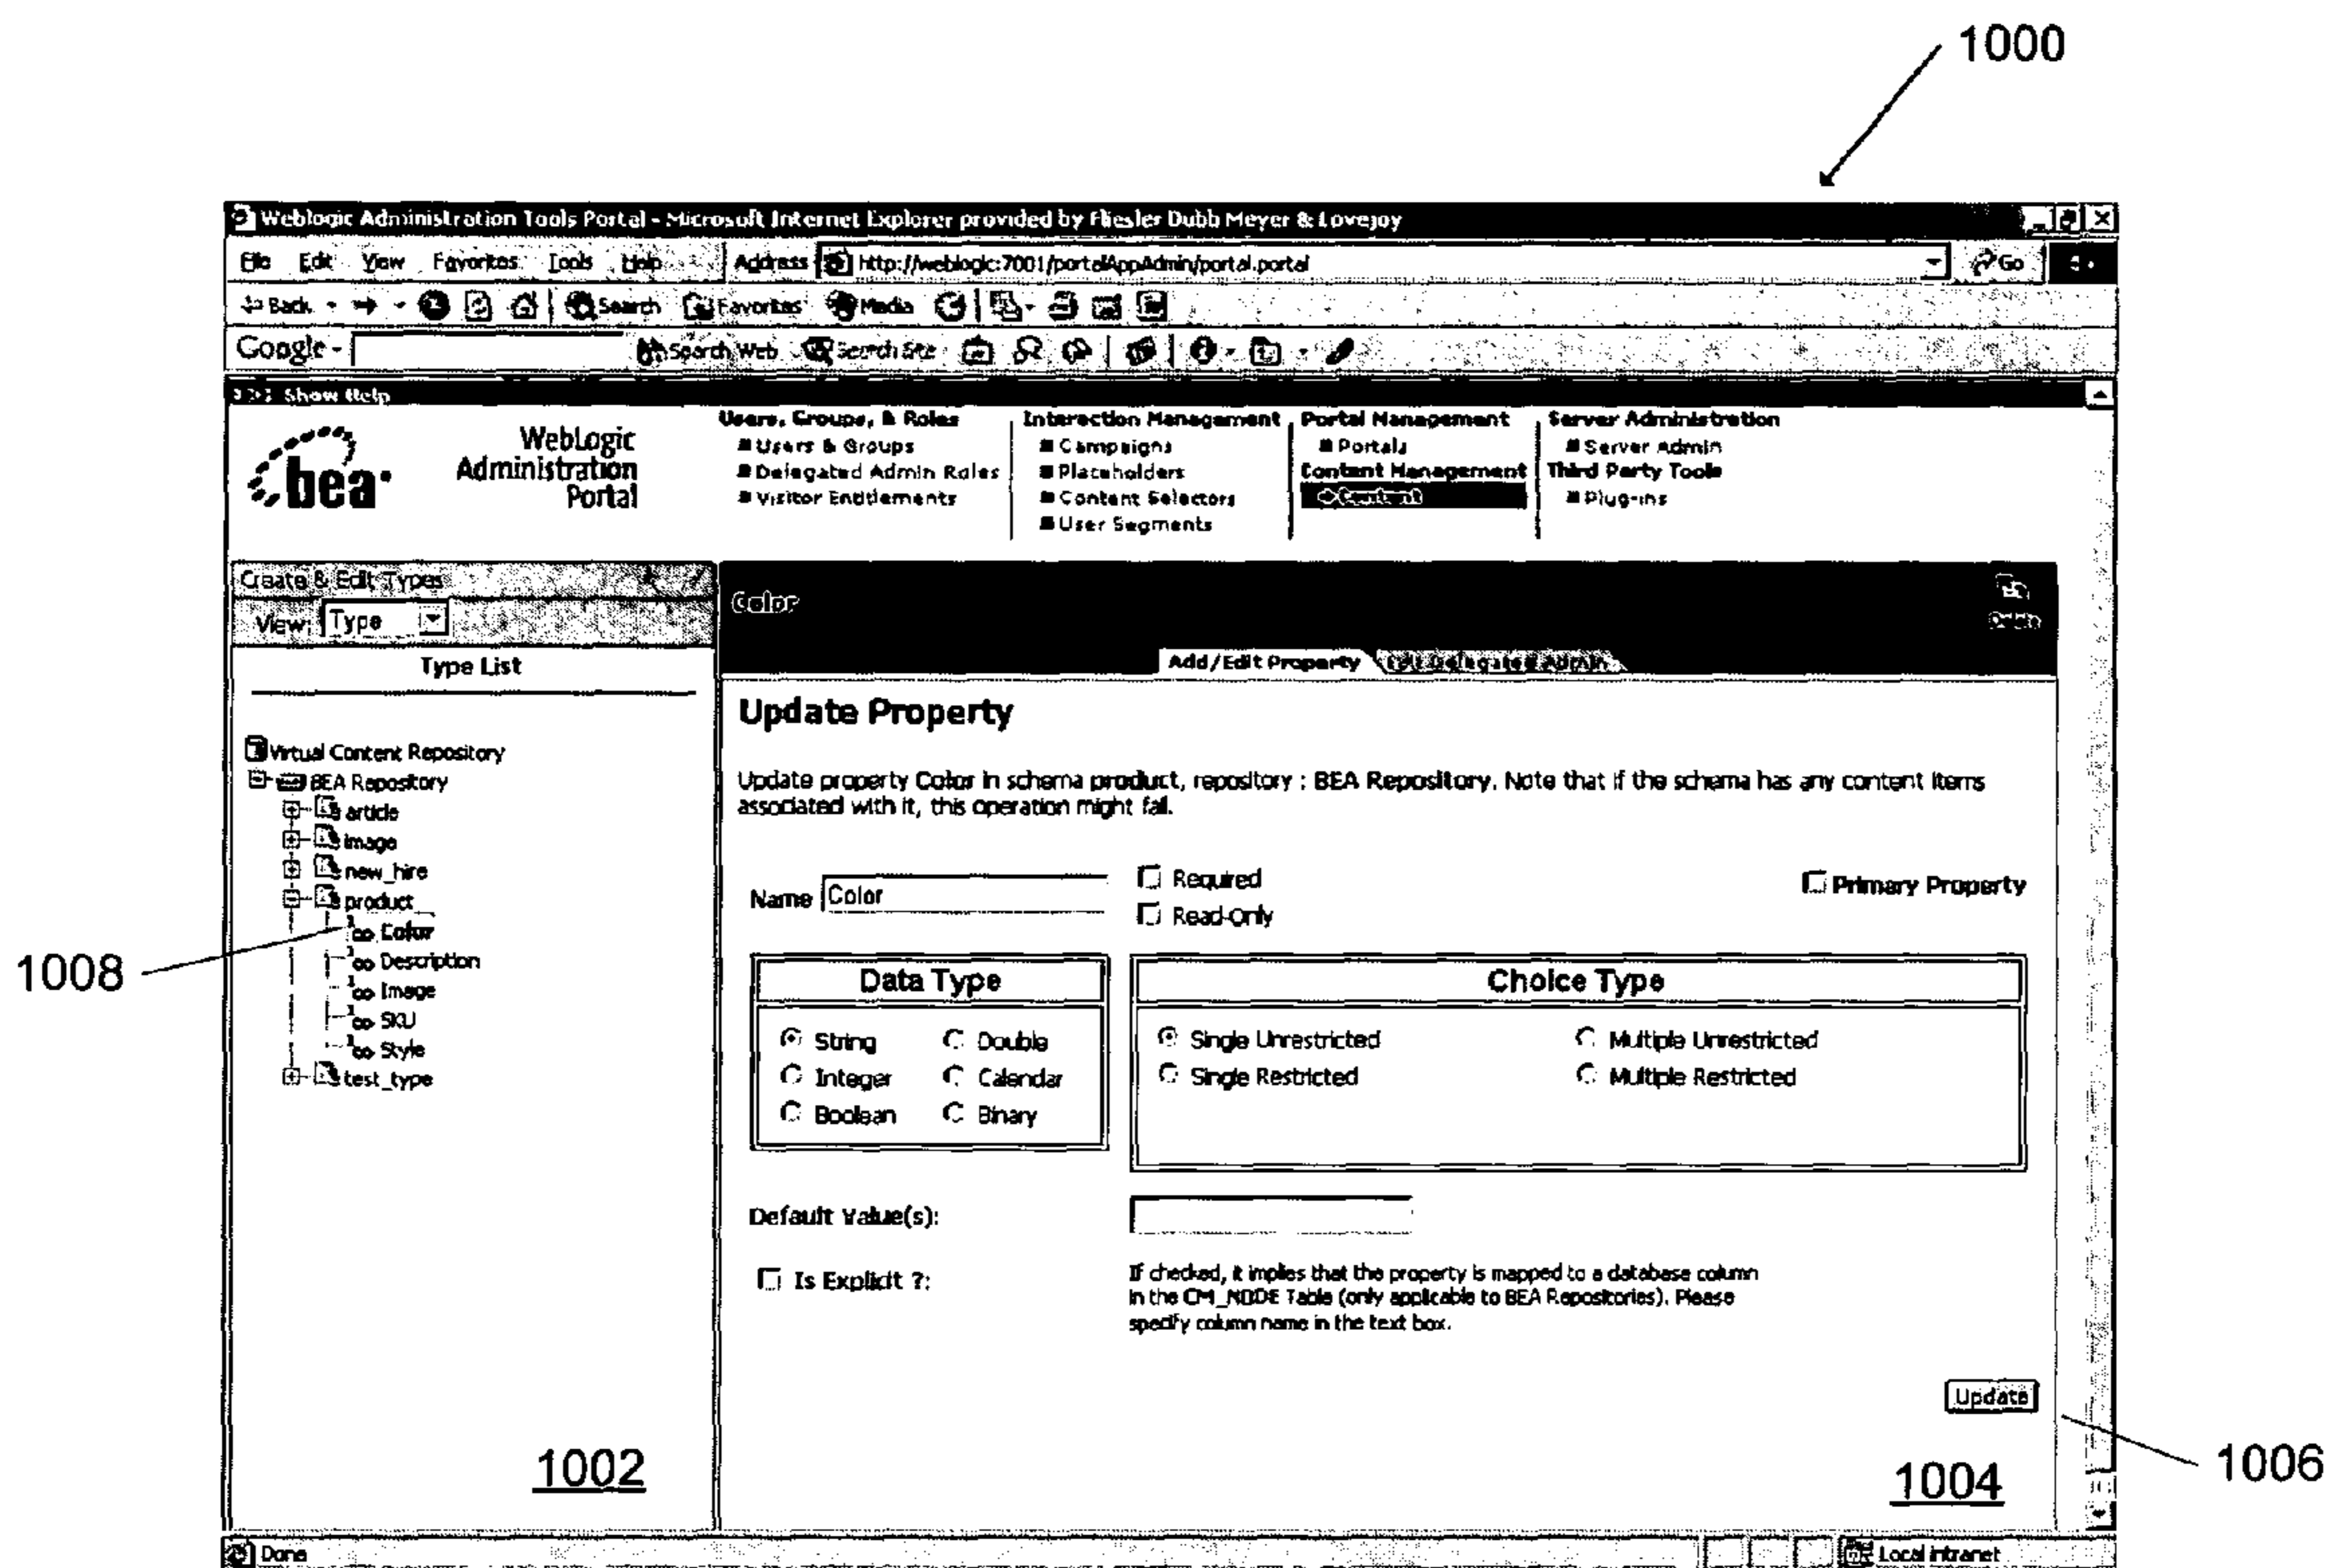 1000
Weblogic Administration Tools Portal - Microsoft Internet Explorer provided by Fliesler Dubb Meyer & Lovejoy
File Edit View Favorites Tools Help Address http://weblogic:7001/portalAppAdmin/portal.portal Go
Back Search Favorites Media
Google Search Web Search Site
Show Help
bea
WebLogic
Administration
Portal
Users, Groups, & Roles
Users & Groups
Delegated Admin Roles
Visitor Entitlements
Interaction Management
Campaigns
Placeholders
Content Selectors
User Segments
Portal Management
Portals
Content Management
Content
Server Administration
Server Admin
Third Party Tools
Plug-ins
Create & Edit Types
View: Type
Type List
Virtual Content Repository
BEA Repository
article
image
new_hire
product
Color
Description
Image
SKU
Style
test_type
1008
1002
Color
Delete
Add/Edit Property Edit Delegated Admin
Update Property
Update property Color in schema product, repository : BEA Repository. Note that if the schema has any content items
associated with it, this operation might fail.
Name Color
Required
Read-Only
Primary Property
Data Type
String Double
Integer Calendar
Boolean Binary
Choice Type
Single Unrestricted Multiple Unrestricted
Single Restricted Multiple Restricted
Default Value(s):
Is Explicit ?:
If checked, it implies that the property is mapped to a database column
in the CM_NODE Table (only applicable to BEA Repositories). Please
specify column name in the text box.
Update
1006
1004
Done Local intranet